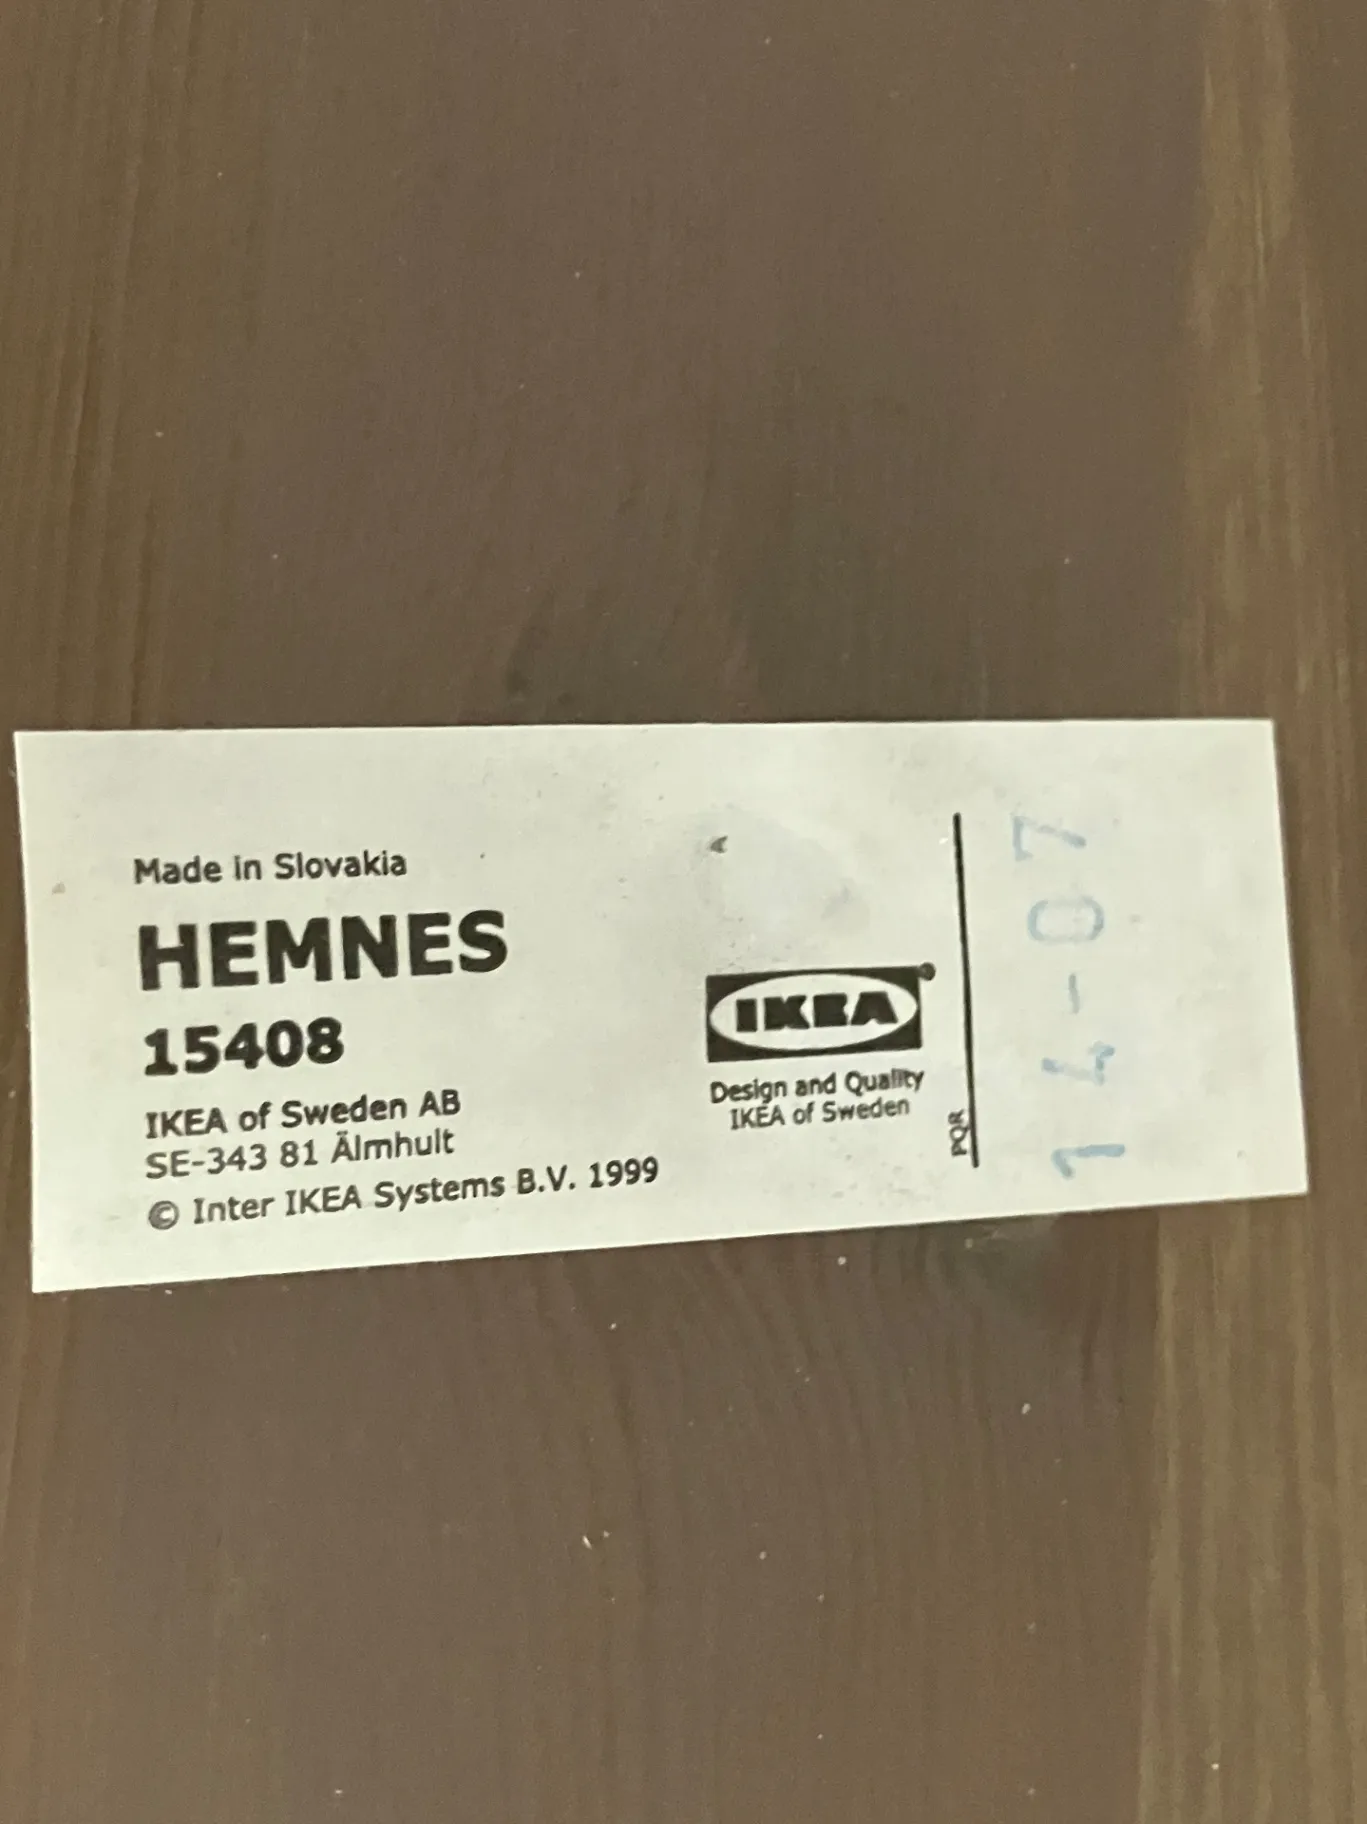 Made in Slovakia
HEMNES
15408
IKEA of Sweden AB
SE-343 81 Älmhult
© Inter IKEA Systems B.V. 1999
IKEA
Design and Quality
IKEA of Sweden
PQR
14-07